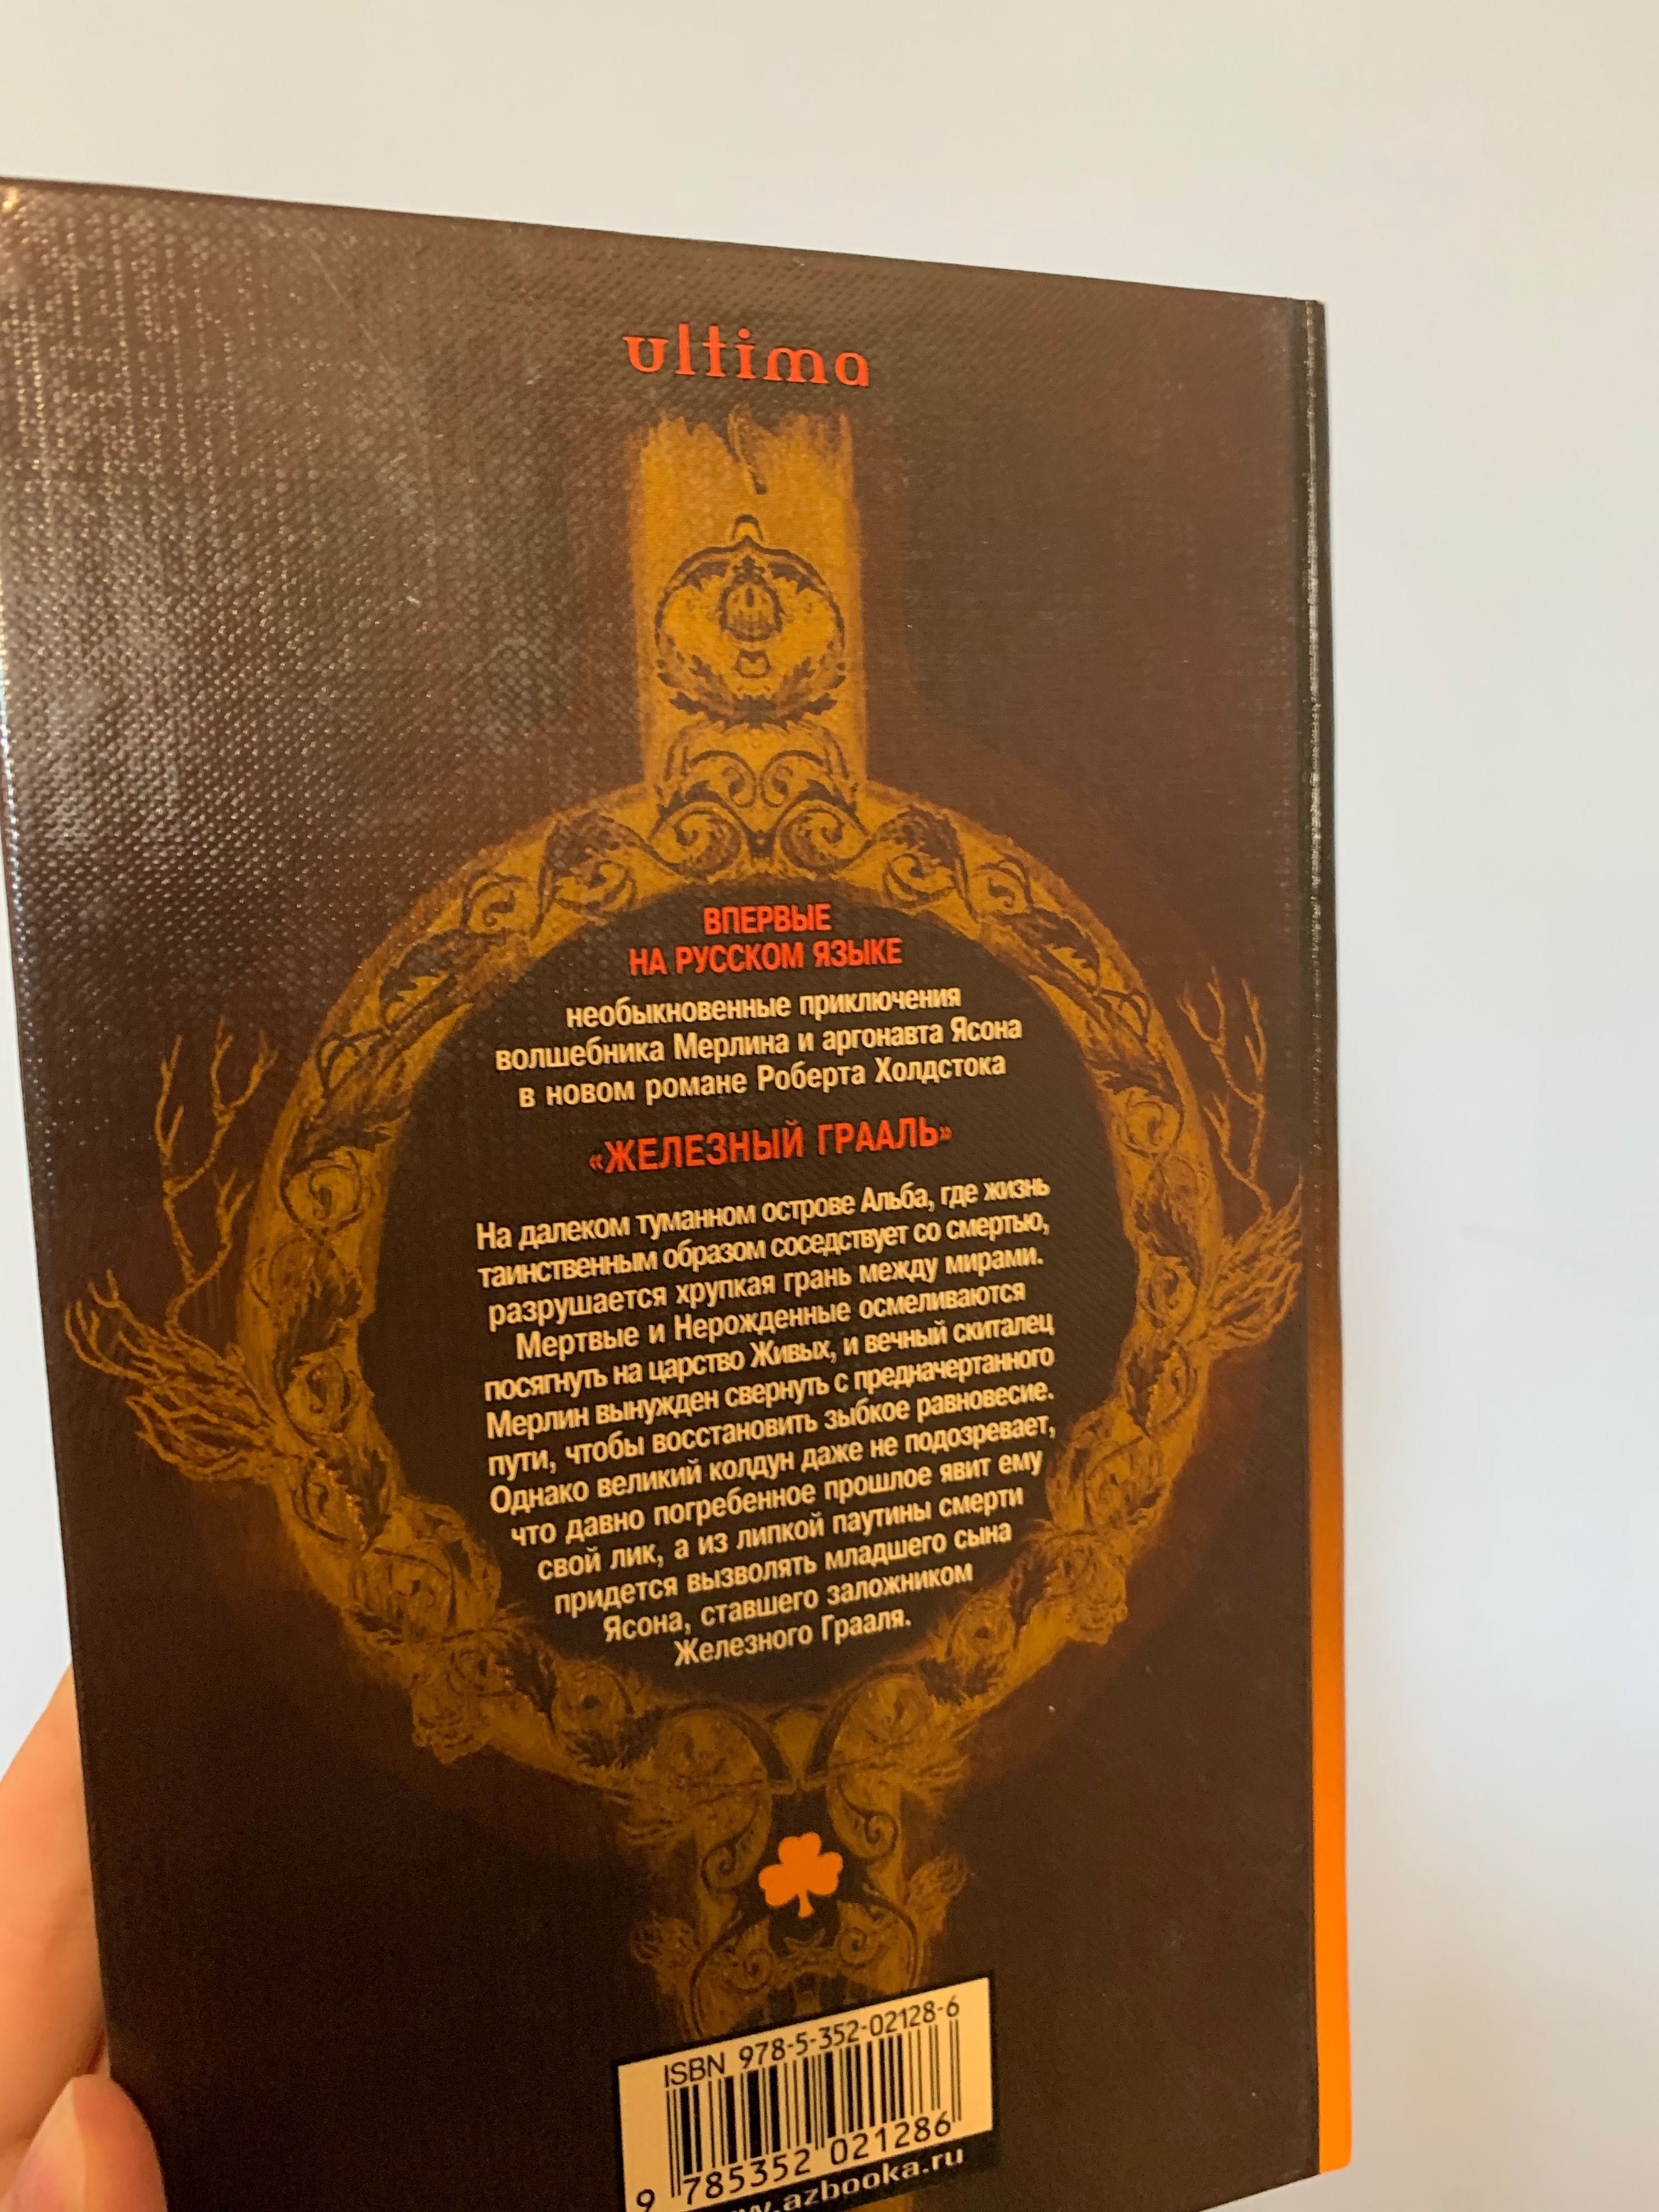 ultima
ВПЕРВЫЕ
НА РУССКОМ ЯЗЫКЕ
необыкновенные приключения
волшебника Мерлина и аргонавта Ясона
в новом романе Роберта Холдстока
«ЖЕЛЕЗНЫЙ ГРААЛЬ»
На далеком туманном острове Альба, где жизнь
таинственным образом соседствует со смертью,
разрушается хрупкая грань между мирами.
Мертвые и Нерожденные осмеливаются
посягнуть на царство Живых, и вечный скиталец
Мерлин вынужден свернуть с предначертанного
пути, чтобы восстановить зыбкое равновесие.
Однако великий колдун даже не подозревает,
что давно погребенное прошлое явит ему
свой лик, а из липкой паутины смерти
придется вызволять младшего сына
Ясона, ставшего заложником
Железного Грааля.
ISBN 978-5-352-02128-6
9 785352 021286
w.azbooka.ru